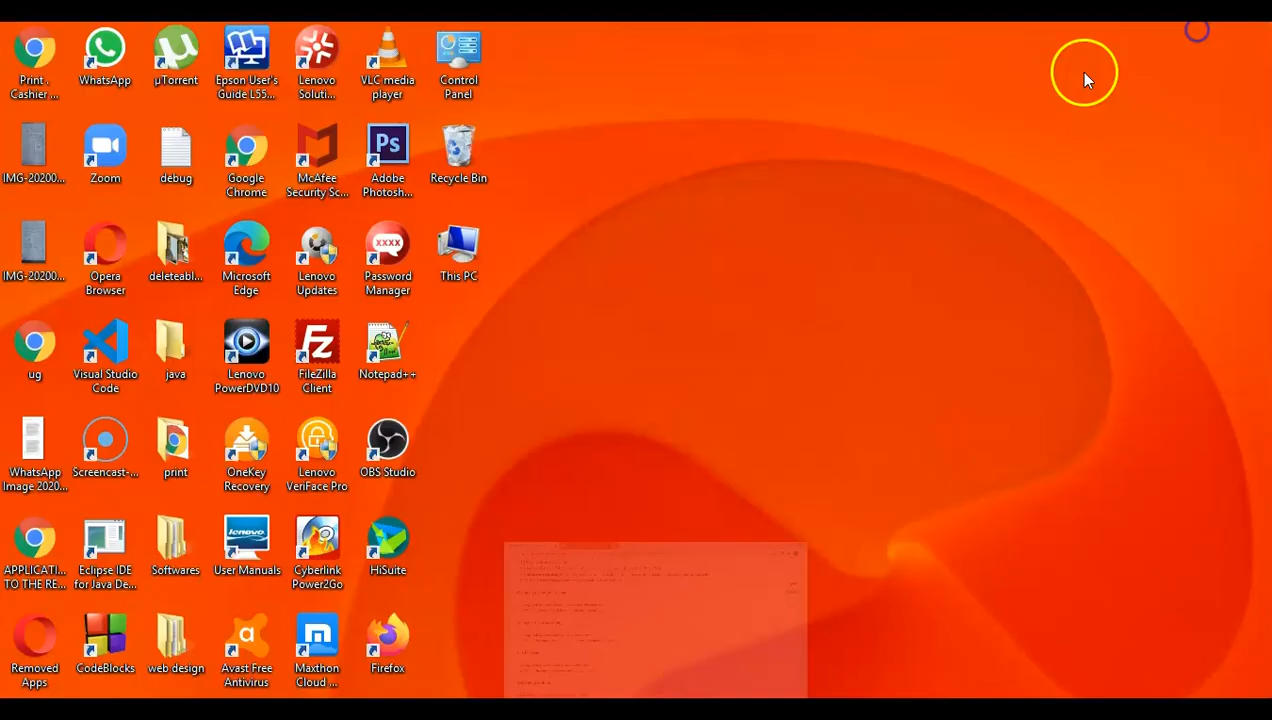 Print ,
Cashier ...
WhatsApp
µTorrent
Epson User's
Guide L55...
Lenovo
Soluti...
VLC media
player
Control
Panel
IMG-20200...
Zoom
debug
Google
Chrome
McAfee
Security Sc...
Ps
Adobe
Photosh...
Recycle Bin
IMG-20200...
Opera
Browser
deleteabl...
Microsoft
Edge
Lenovo
Updates
XXXX
Password
Manager
This PC
ug
Visual Studio
Code
java
Lenovo
PowerDVD10
Fz
FileZilla
Client
Notepad++
WhatsApp
Image 2020...
Screencast-...
print
OneKey
Recovery
Lenovo
VeriFace Pro
OBS Studio
APPLICATI...
TO THE RE...
Eclipse IDE
for Java De...
Softwares
lenovo
User Manuals
Cyberlink
Power2Go
HiSuite
Removed
Apps
CodeBlocks
web design
a
Avast Free
Antivirus
m
Maxthon
Cloud ...
Firefox